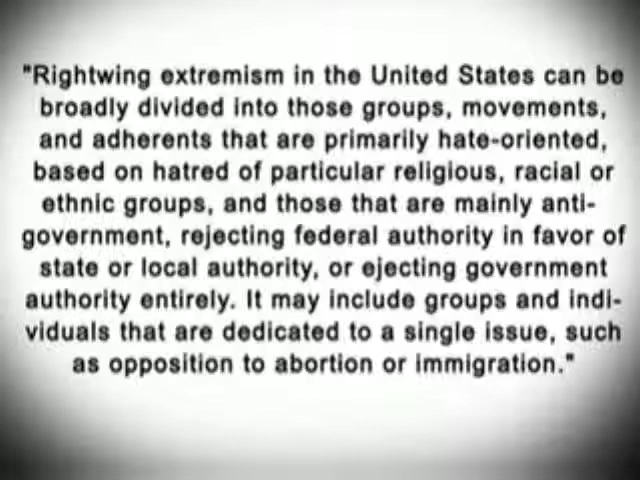 "Rightwing extremism in the United States can be
broadly divided into those groups, movements,
and adherents that are primarily hate-oriented,
based on hatred of particular religious, racial or
ethnic groups, and those that are mainly anti-
government, rejecting federal authority in favor of
state or local authority, or ejecting government
authority entirely. It may include groups and indi-
viduals that are dedicated to a single issue, such
as opposition to abortion or immigration."